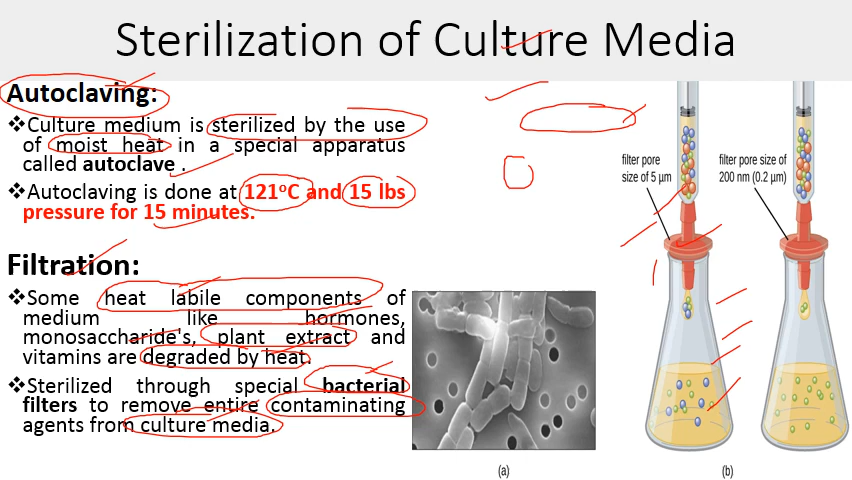 Sterilization of Culture Media
Autoclaving:
❖Culture medium is sterilized by the use
of moist heat in a special apparatus
called autoclave .
❖Autoclaving is done at 121°C and 15 lbs
pressure for 15 minutes.
Filtration:
❖Some heat labile components of
medium like hormones,
monosaccharide's, plant extract and
vitamins are degraded by heat.
❖Sterilized through special bacterial
filters to remove entire contaminating
agents from culture media.
filter pore
size of 5 µm
filter pore size of
200 nm (0.2 µm)
(a)
(b)